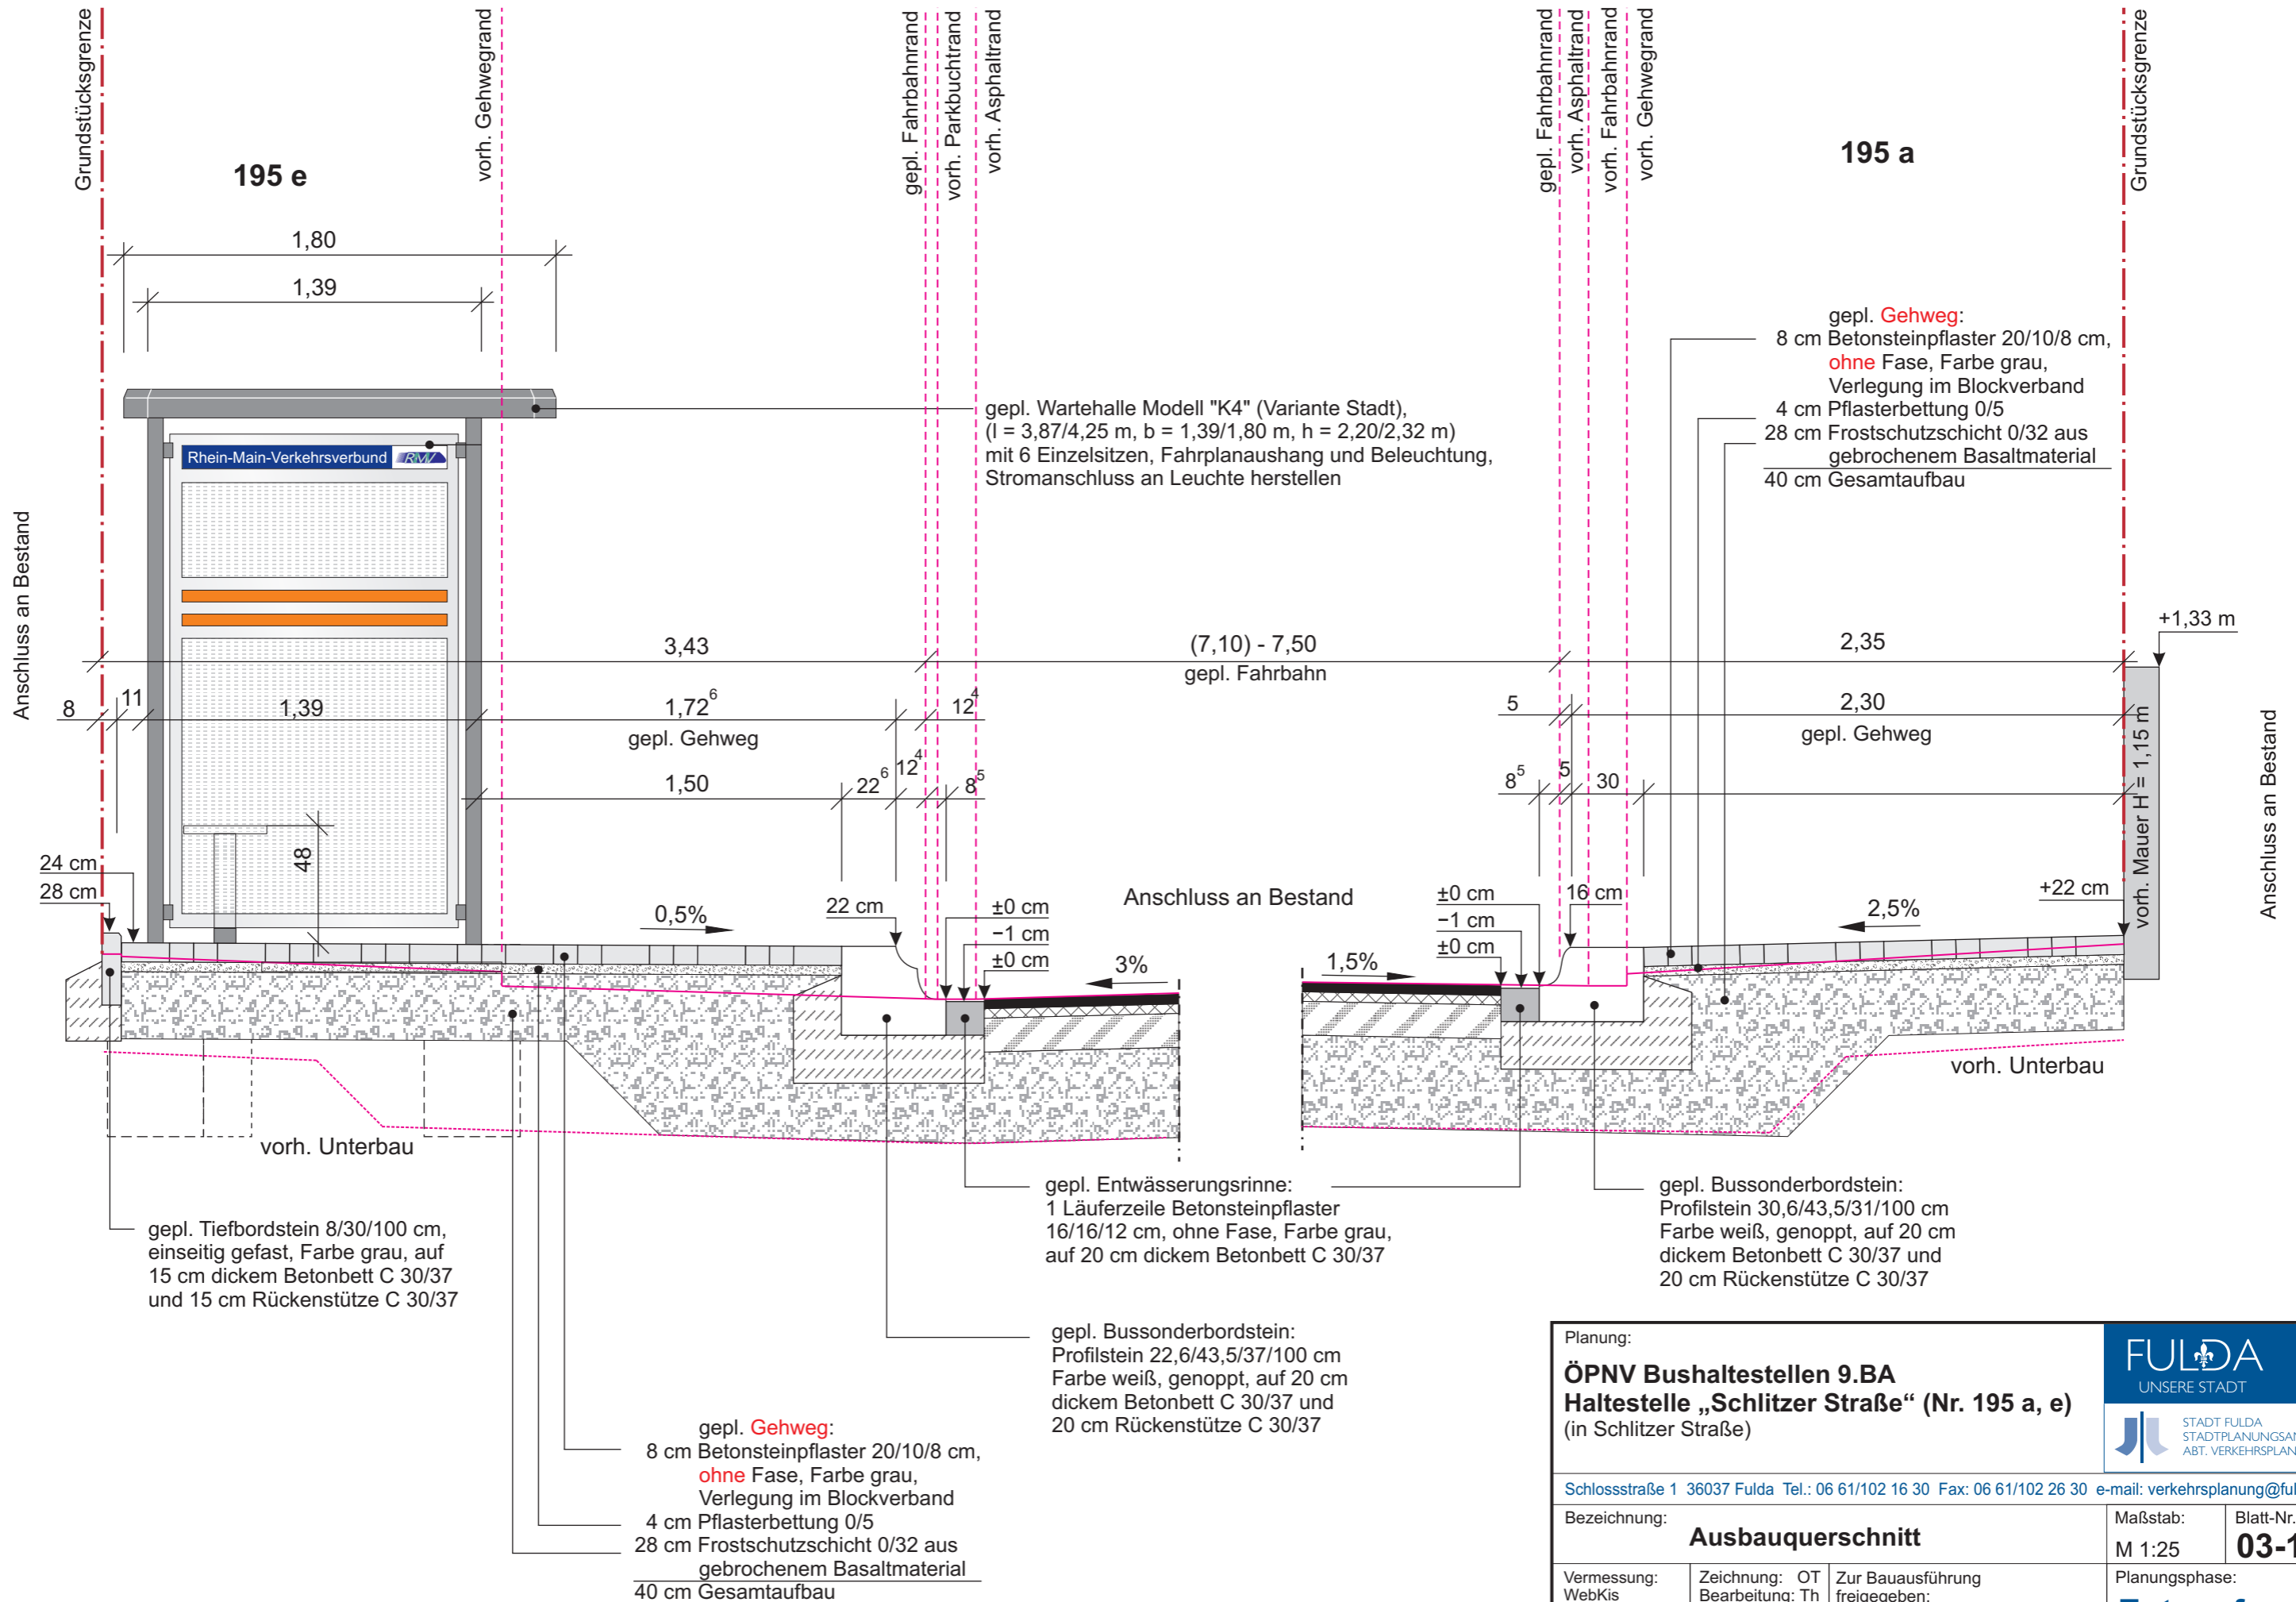 Grundstücksgrenze
vorh. Gehwegrand
gepl. Fahrbahnrand
vorh. Parkbuchtrand
vorh. Asphaltrand
gepl. Fahrbahnrand
vorh. Asphaltrand
vorh. Fahrbahnrand
vorh. Gehwegrand
Grundstücksgrenze
195 e
195 a
1,80
1,39
gepl. Wartehalle Modell "K4" (Variante Stadt),
(l = 3,87/4,25 m, b = 1,39/1,80 m, h = 2,20/2,32 m)
mit 6 Einzelsitzen, Fahrplanaushang und Beleuchtung,
Stromanschluss an Leuchte herstellen
gepl. Gehweg:
8 cm Betonsteinpflaster 20/10/8 cm,
ohne Fase, Farbe grau,
Verlegung im Blockverband
4 cm Pflasterbettung 0/5
28 cm Frostschutzschicht 0/32 aus
gebrochenem Basaltmaterial
40 cm Gesamtaufbau
Rhein-Main-Verkehrsverbund RMV
Anschluss an Bestand
3,43
(7,10) - 7,50
gepl. Fahrbahn
2,35
+1,33 m
8
11
1,39
1,72⁶
gepl. Gehweg
12⁴
5
2,30
gepl. Gehweg
1,50
22⁶
12⁴
8⁵
8⁵
5
30
vorh. Mauer H = 1,15 m
Anschluss an Bestand
48
24 cm
28 cm
0,5%
22 cm
±0 cm
−1 cm
±0 cm
3%
Anschluss an Bestand
1,5%
±0 cm
−1 cm
±0 cm
16 cm
2,5%
+22 cm
vorh. Unterbau
vorh. Unterbau
gepl. Tiefbordstein 8/30/100 cm,
einseitig gefast, Farbe grau, auf
15 cm dickem Betonbett C 30/37
und 15 cm Rückenstütze C 30/37
gepl. Entwässerungsrinne:
1 Läuferzeile Betonsteinpflaster
16/16/12 cm, ohne Fase, Farbe grau,
auf 20 cm dickem Betonbett C 30/37
gepl. Bussonderbordstein:
Profilstein 30,6/43,5/31/100 cm
Farbe weiß, genoppt, auf 20 cm
dickem Betonbett C 30/37 und
20 cm Rückenstütze C 30/37
gepl. Bussonderbordstein:
Profilstein 22,6/43,5/37/100 cm
Farbe weiß, genoppt, auf 20 cm
dickem Betonbett C 30/37 und
20 cm Rückenstütze C 30/37
gepl. Gehweg:
8 cm Betonsteinpflaster 20/10/8 cm,
ohne Fase, Farbe grau,
Verlegung im Blockverband
4 cm Pflasterbettung 0/5
28 cm Frostschutzschicht 0/32 aus
gebrochenem Basaltmaterial
40 cm Gesamtaufbau
Planung:
ÖPNV Bushaltestellen 9.BA
Haltestelle „Schlitzer Straße“ (Nr. 195 a, e)
(in Schlitzer Straße)
FULDA
UNSERE STADT
STADT FULDA
STADTPLANUNGSAM
ABT. VERKEHRSPLAN
Schlossstraße 1 36037 Fulda Tel.: 06 61/102 16 30 Fax: 06 61/102 26 30 e-mail: verkehrsplanung@ful
Bezeichnung:
Ausbauquerschnitt
Maßstab:
M 1:25
Blatt-Nr.
03-1
Vermessung:
WebKis
Zeichnung: OT
Bearbeitung: Th
Zur Bauausführung
freigegeben:
Planungsphase: